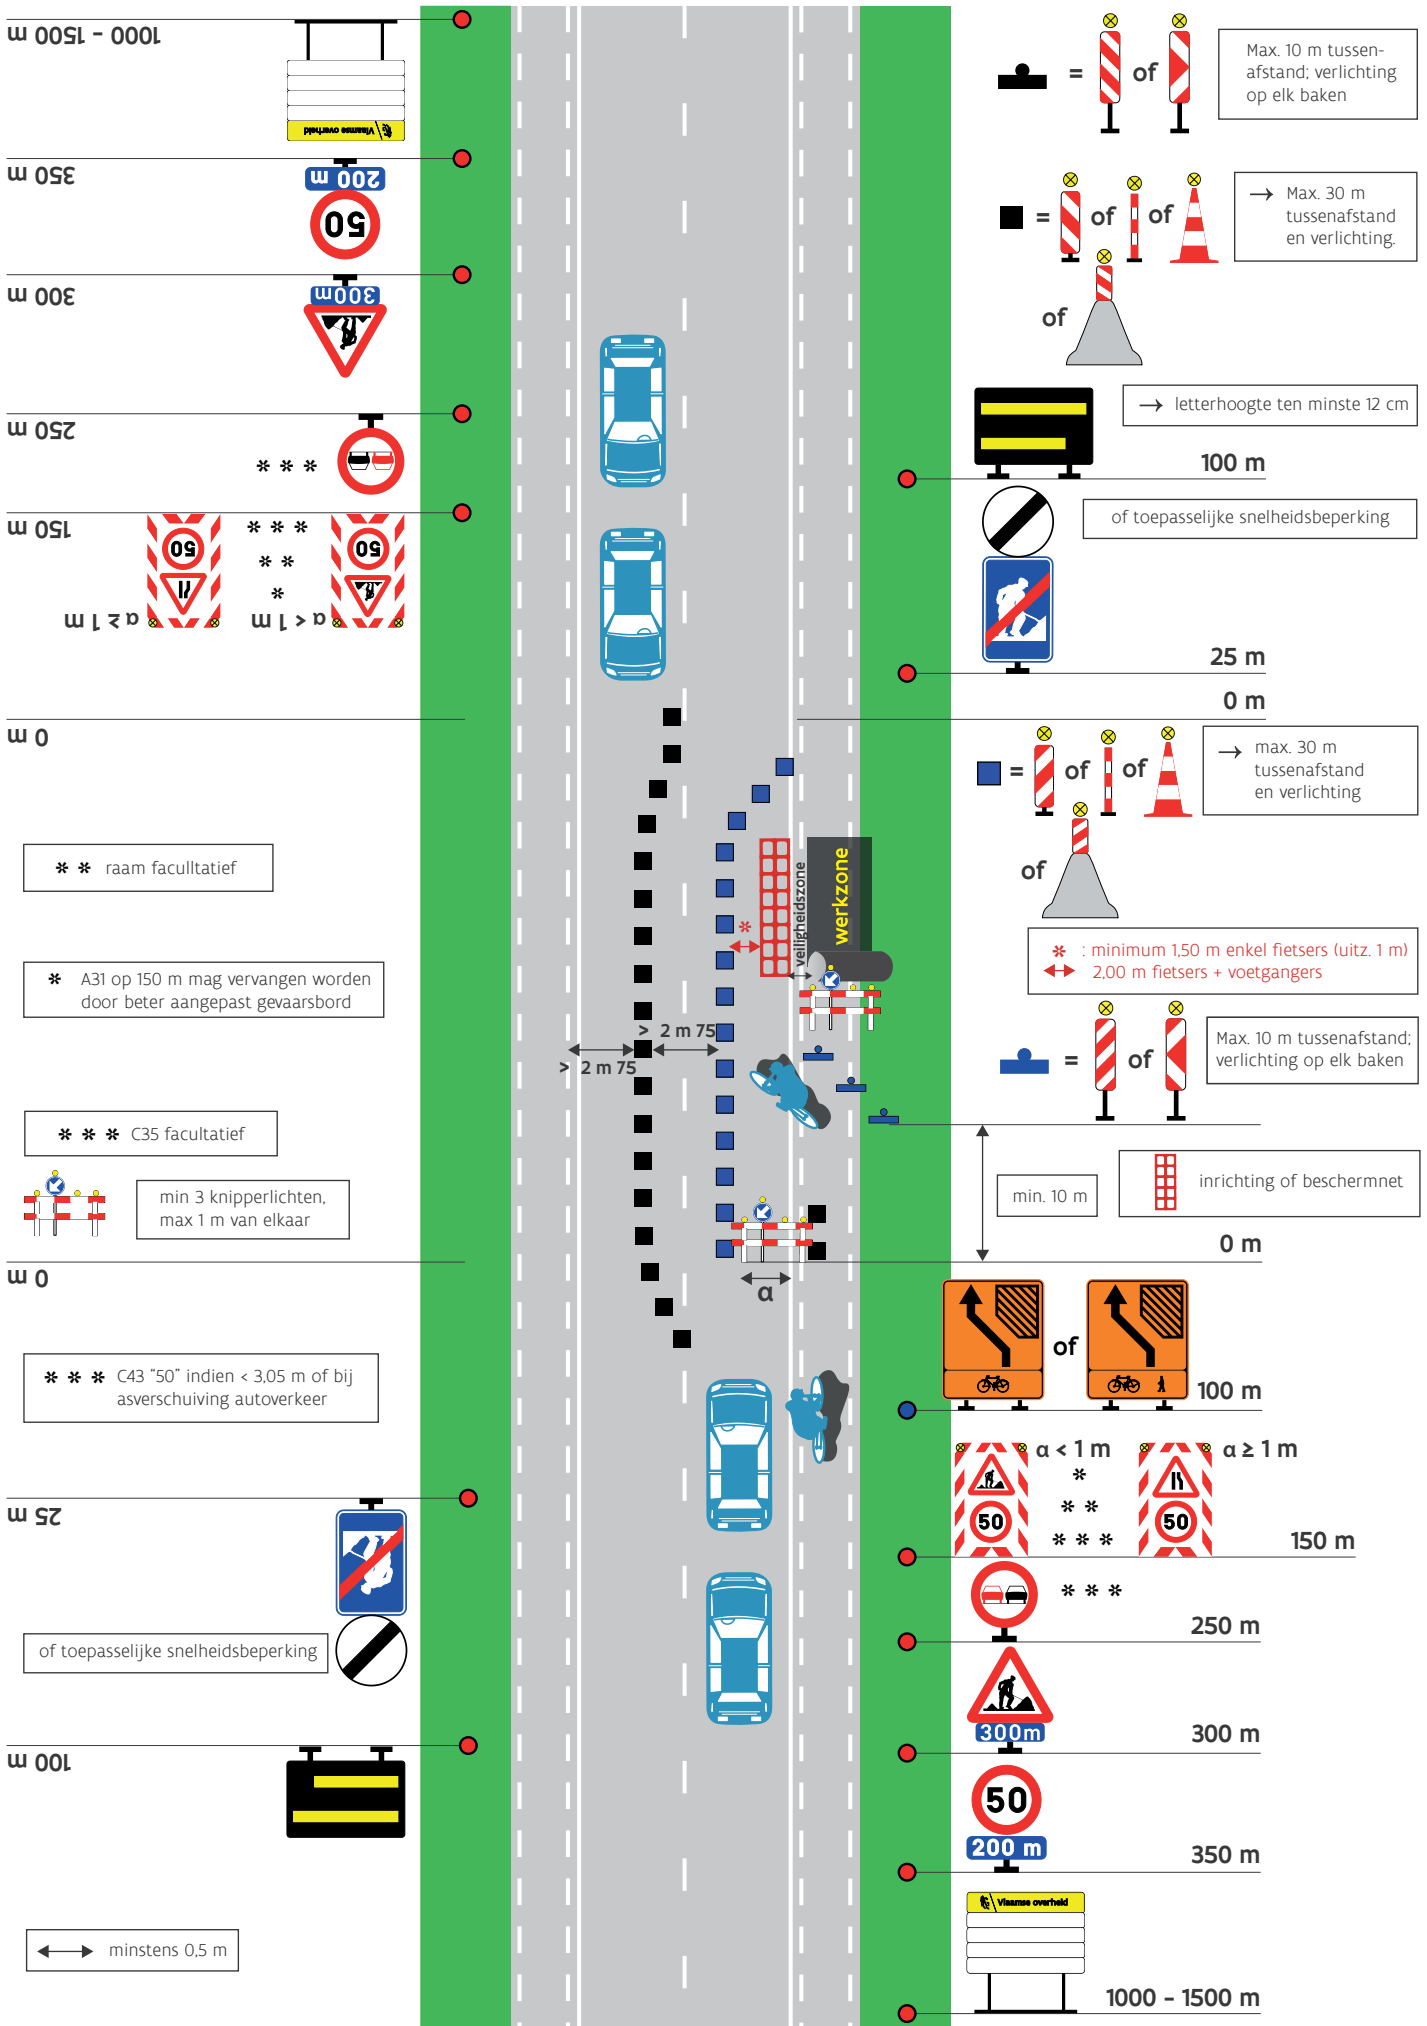 1000 - 1500 m
Vlaamse overheid
350 m
200 m
50
300 m
300m
250 m
* * *
150 m
50
50
* * *
* *
*
α ≥ 1 m
α < 1 m
0 m
* * raam facultatief
* A31 op 150 m mag vervangen worden
door beter aangepast gevaarsbord
* * * C35 facultatief
min 3 knipperlichten,
max 1 m van elkaar
0 m
* * * C43 "50" indien < 3,05 m of bij
asverschuiving autoverkeer
25 m
of toepasselijke snelheidsbeperking
100 m
minstens 0,5 m
werkzone
veiligheidszone
*
> 2 m 75
> 2 m 75
α
= of
Max. 10 m tussen-
afstand; verlichting
op elk baken
= of of
of
→ Max. 30 m
tussenafstand
en verlichting.
→ letterhoogte ten minste 12 cm
100 m
of toepasselijke snelheidsbeperking
25 m
0 m
= of of
of
→ max. 30 m
tussenafstand
en verlichting
* : minimum 1,50 m enkel fietsers (uitz. 1 m)
2,00 m fietsers + voetgangers
= of
Max. 10 m tussenafstand;
verlichting op elk baken
min. 10 m
inrichting of beschermnet
0 m
of
100 m
α < 1 m
α ≥ 1 m
*
* *
* * *
50
50
150 m
* * *
250 m
300m
300 m
50
200 m
350 m
Vlaamse overheid
1000 - 1500 m